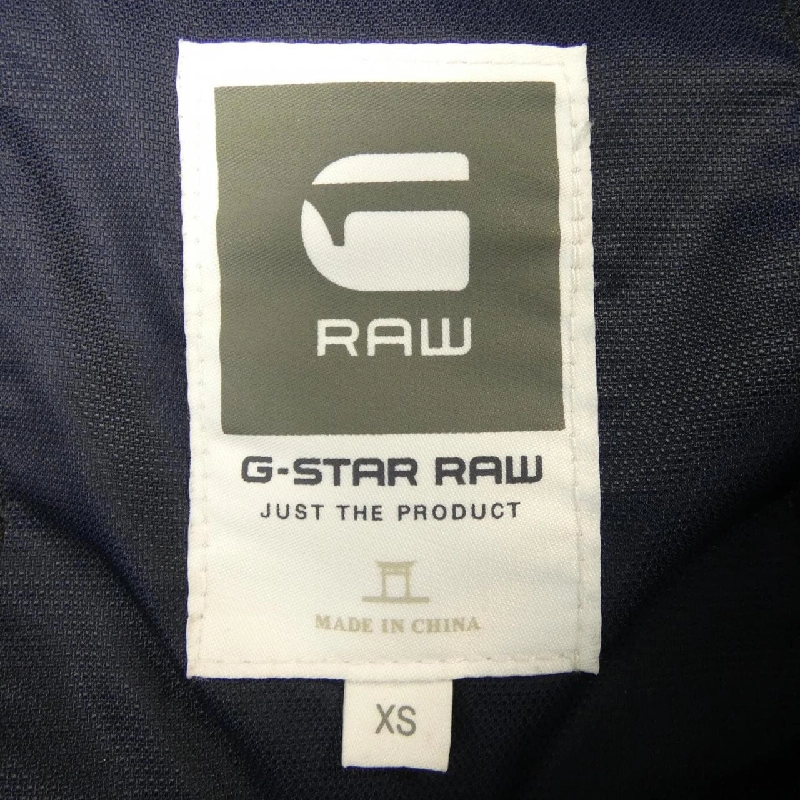 G
RAW
G-STAR RAW
JUST THE PRODUCT
MADE IN CHINA
XS